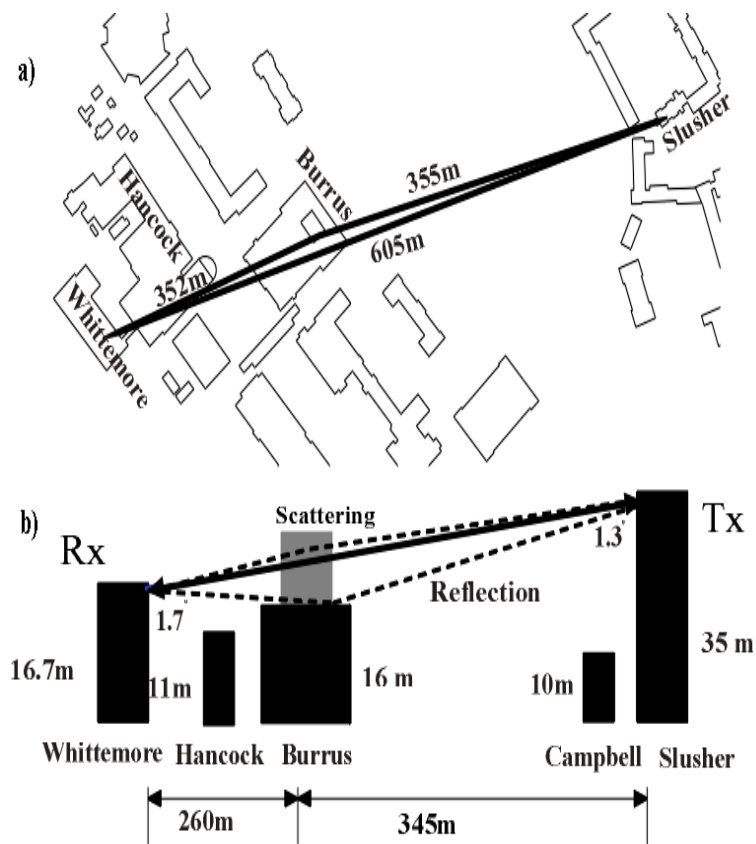 a)
Slusher
Burrus
355m
605m
Hancock
352m
Whittemore
b)
Scattering
Rx
Tx
1.3°
Reflection
1.7°
16.7m
11m
16 m
10m
35 m
Whittemore Hancock Burrus Campbell Slusher
260m
345m